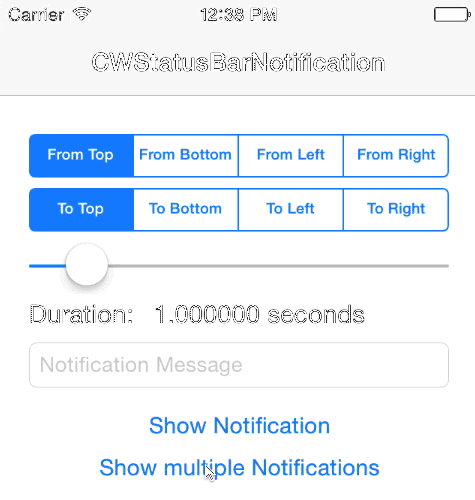 Carrier 12:38 PM
CWStatusBarNotification
From Top From Bottom From Left From Right
To Top To Bottom To Left To Right
Duration: 1.000000 seconds
Notification Message
Show Notification
Show multiple Notifications